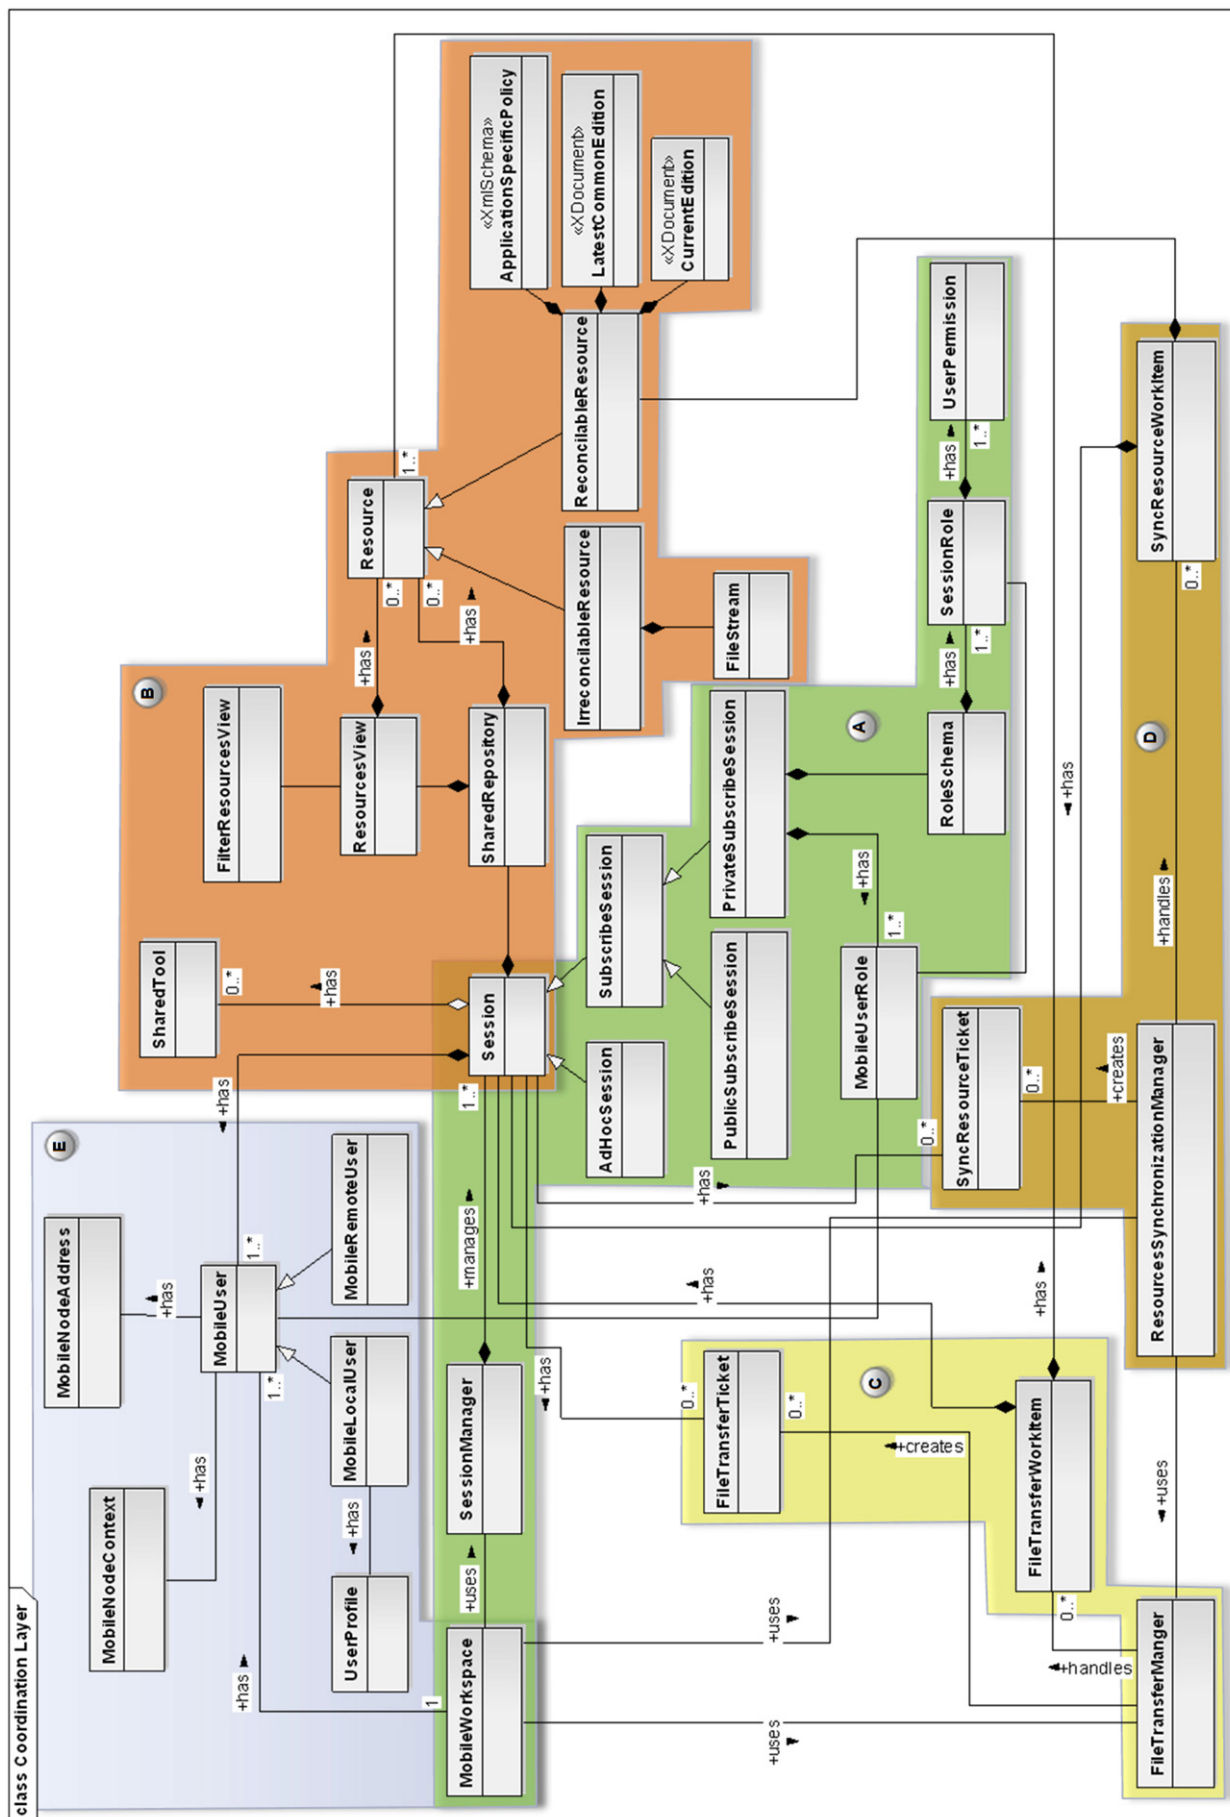 class Coordination Layer
E
MobileNodeContext
MobileNodeAddress
+has
+has
MobileUser
1..*
1..*
+has
+has
UserProfile
+has
MobileLocalUser
MobileRemoteUser
1
MobileWorkspace
+uses
SessionManager
+manages
1..*
Session
B
SharedTool
0..*
+has
FilterResourcesView
ResourcesView
+has
0..*
Resource
1..*
0..*
+has
SharedRepository
«XmlSchema»
ApplicationSpecificPolicy
«XDocument»
LatestCommonEdition
«XDocument»
CurrentEdition
ReconcilableResource
IrreconcilableResource
FileStream
A
AdHocSession
SubscribeSession
PublicSubscribeSession
PrivateSubscribeSession
+has
1..*
MobileUserRole
RoleSchema
+has
1..*
SessionRole
+has
1..*
UserPermission
+has
+has
+has
C
0..*
FileTransferTicket
0..*
+creates
FileTransferWorkItem
0..*
+handles
+has
FileTransferManger
+uses
+uses
+uses
D
0..*
SyncResourceTicket
0..*
+creates
ResourcesSynchronizationManager
+handles
0..*
SyncResourceWorkItem
+has